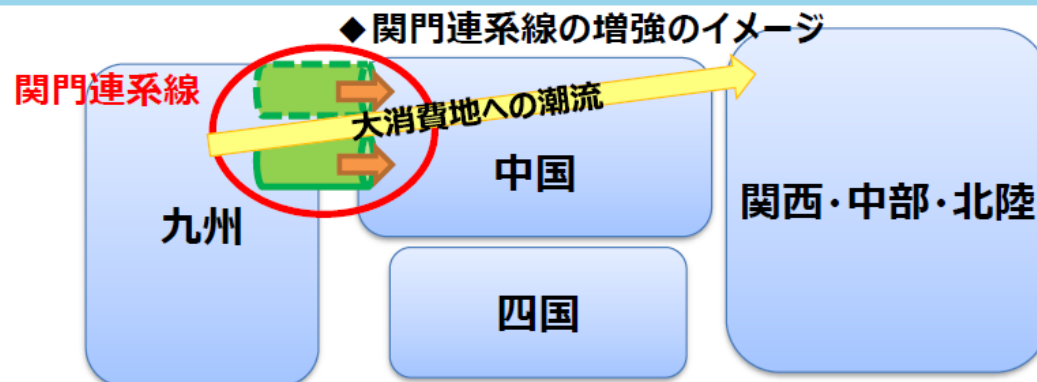 ◆関門連系線の増強のイメージ
関門連系線
大消費地への潮流
中国
九州
関西・中部・北陸
四国